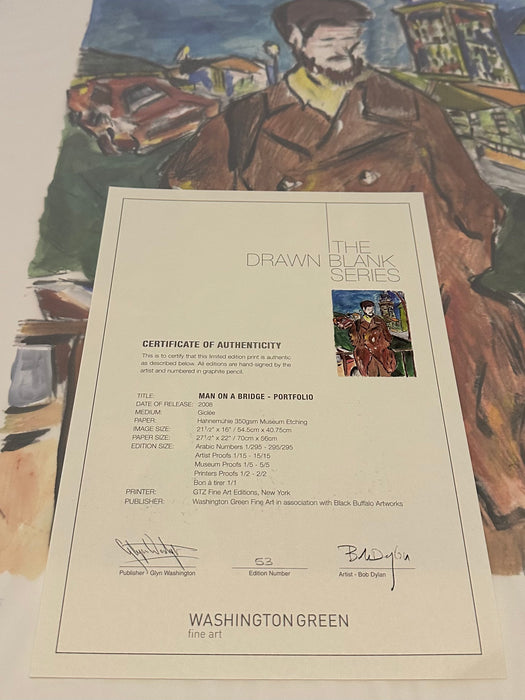 THE
DRAWN BLANK
SERIES
CERTIFICATE OF AUTHENTICITY
This is to certify that this limited edition print is authentic
as described below. All editions are hand-signed by the
artist and numbered in graphite pencil.
TITLE: MAN ON A BRIDGE - PORTFOLIO
DATE OF RELEASE: 2008
MEDIUM: Giclée
PAPER: Hahnemühle 350gsm Museum Etching
IMAGE SIZE: 211/2" x 16" / 54.5cm x 40.75cm
PAPER SIZE: 271/2" x 22" / 70cm x 56cm
EDITION SIZE: Arabic Numbers 1/295 - 295/295
Artist Proofs 1/15 - 15/15
Museum Proofs 1/5 - 5/5
Printers Proofs 1/2 - 2/2
Bon à tirer 1/1
PRINTER: GTZ Fine Art Editions, New York
PUBLISHER: Washington Green Fine Art in association with Black Buffalo Artworks
Glyn Washington 53 Bob Dylan
Publisher - Glyn Washington Edition Number Artist - Bob Dylan
WASHINGTON GREEN
fine art